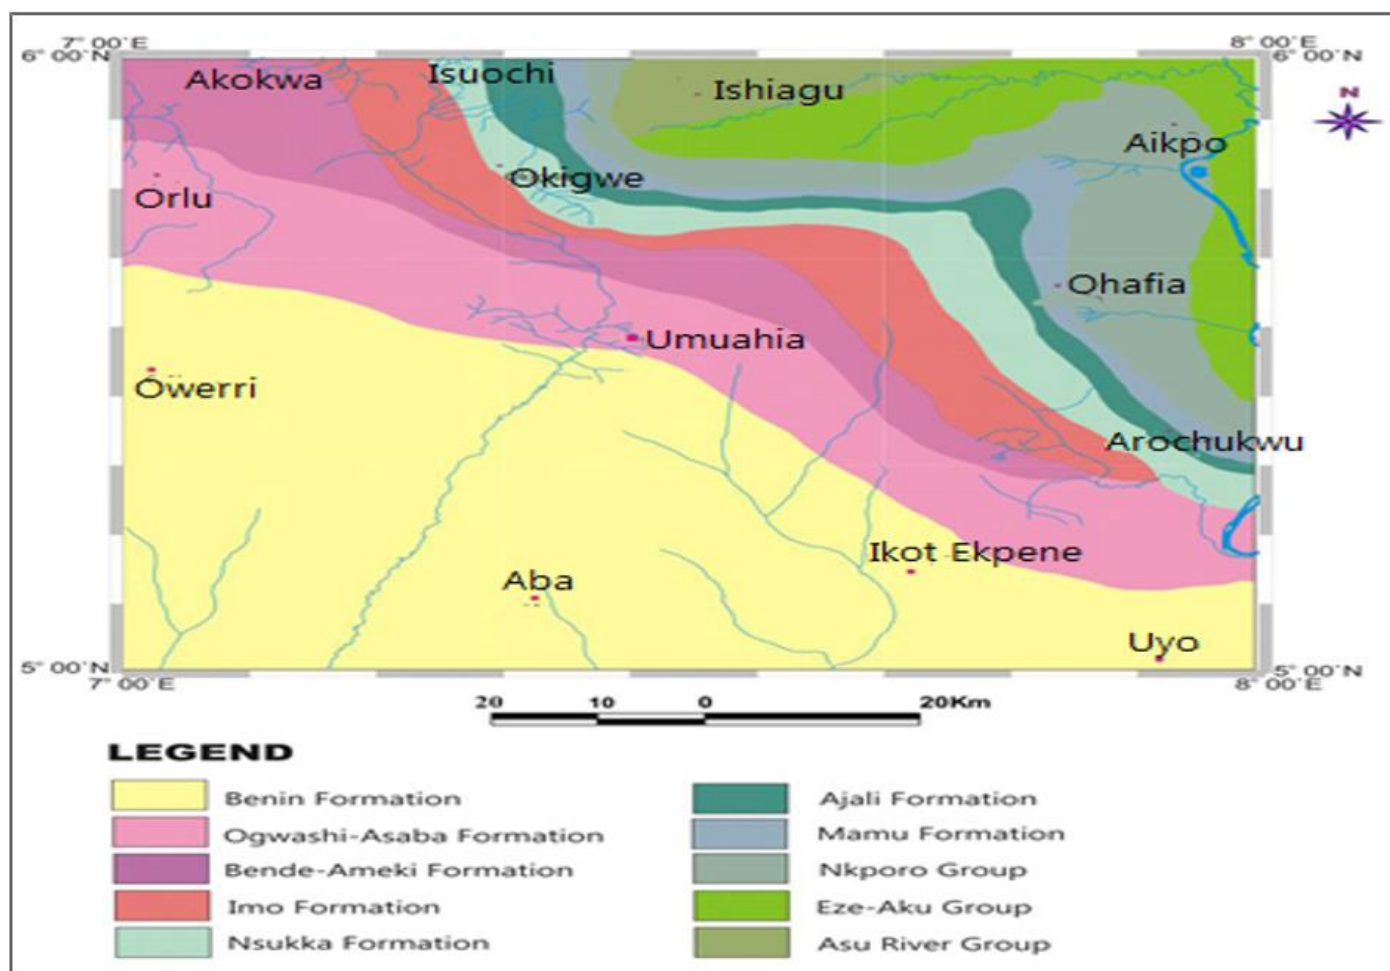 7° 00'E 8° 00'E
6° 00'N 6° 00'N
N
Akokwa Isuochi Ishiagu
Aikpo
Okigwe
Orlu
Ohafia
Umuahia
Owerri
Arochukwu
Ikot Ekpene
Aba
Uyo
5° 00'N 5° 00'N
7° 00'E 8° 00'E
20 10 0 20Km
LEGEND
Benin Formation
Ogwashi-Asaba Formation
Bende-Ameki Formation
Imo Formation
Nsukka Formation
Ajali Formation
Mamu Formation
Nkporo Group
Eze-Aku Group
Asu River Group